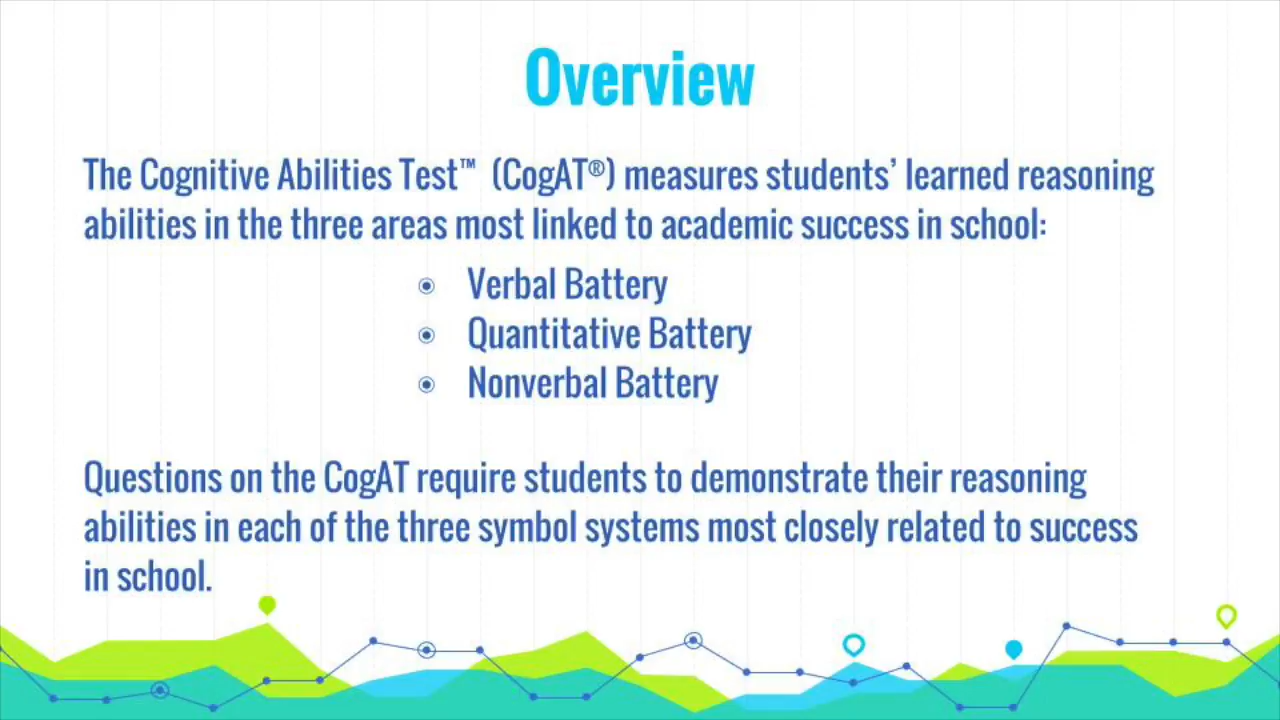 Overview
The Cognitive Abilities Test™ (CogAT®) measures students’ learned reasoning
abilities in the three areas most linked to academic success in school:
Verbal Battery
Quantitative Battery
Nonverbal Battery
Questions on the CogAT require students to demonstrate their reasoning
abilities in each of the three symbol systems most closely related to success
in school.